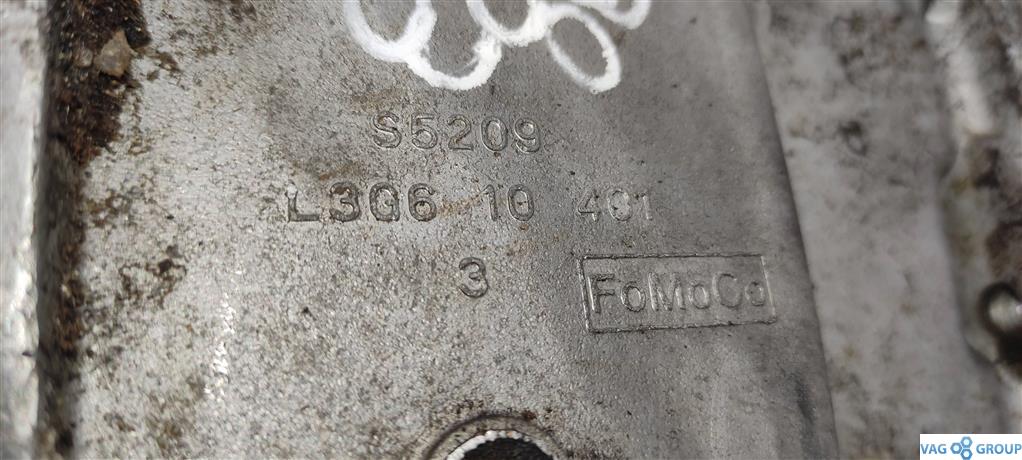 S5209
L3G6 10 401
3
FoMoCo
VAG GROUP